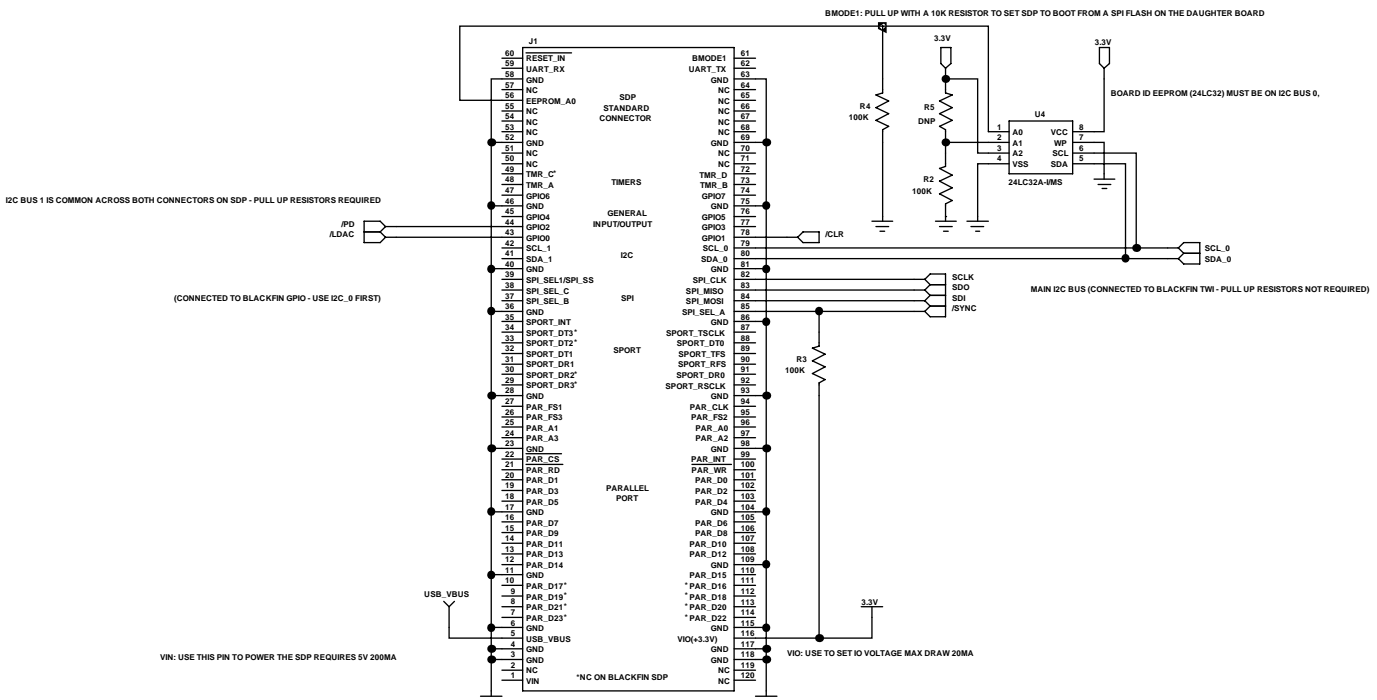 BMODE1: PULL UP WITH A 10K RESISTOR TO SET SDP TO BOOT FROM A SPI FLASH ON THE DAUGHTER BOARD
J1
60 RESET_IN BMODE1 61
59 UART_RX UART_TX 62
58 GND GND 63
57 NC NC 64
56 EEPROM_A0 SDP NC 65
55 NC STANDARD NC 66
54 NC CONNECTOR NC 67
53 NC NC 68
52 GND GND 69
51 NC NC 70
50 NC NC 71
49 TMR_C* TMR_D 72
48 TMR_A TIMERS TMR_B 73
47 GPIO6 GPIO7 74
46 GND GND 75
45 GPIO4 GENERAL GPIO5 76
44 GPIO2 INPUT/OUTPUT GPIO3 77
43 GPIO0 GPIO1 78
42 SCL_1 SCL_0 79
41 SDA_1 I2C SDA_0 80
40 GND GND 81
39 SPI_SEL1/SPI_SS SPI_CLK 82
38 SPI_SEL_C SPI_MISO 83
37 SPI_SEL_B SPI SPI_MOSI 84
36 GND SPI_SEL_A 85
35 SPORT_INT GND 86
34 SPORT_DT3* SPORT_TSCLK 87
33 SPORT_DT2* SPORT_DT0 88
32 SPORT_DT1 SPORT SPORT_TFS 89
31 SPORT_DR1 SPORT_RFS 90
30 SPORT_DR2* SPORT_DR0 91
29 SPORT_DR3* SPORT_RSCLK 92
28 GND GND 93
27 PAR_FS1 PAR_CLK 94
26 PAR_FS3 PAR_FS2 95
25 PAR_A1 PAR_A0 96
24 PAR_A3 PAR_A2 97
23 GND GND 98
22 PAR_CS PAR_INT 99
21 PAR_RD PAR_WR 100
20 PAR_D1 PAR_D0 101
19 PAR_D3 PARALLEL PAR_D2 102
18 PAR_D5 PORT PAR_D4 103
17 GND GND 104
16 PAR_D7 PAR_D6 105
15 PAR_D9 PAR_D8 106
14 PAR_D11 PAR_D10 107
13 PAR_D13 PAR_D12 108
12 PAR_D14 GND 109
11 GND PAR_D15 110
10 PAR_D17* *PAR_D16 111
9 PAR_D19* *PAR_D18 112
8 PAR_D21* *PAR_D20 113
7 PAR_D23* *PAR_D22 114
6 GND GND 115
5 USB_VBUS VIO(+3.3V) 116
4 GND GND 117
3 GND GND 118
2 NC NC 119
1 VIN *NC ON BLACKFIN SDP NC 120
I2C BUS 1 IS COMMON ACROSS BOTH CONNECTORS ON SDP - PULL UP RESISTORS REQUIRED
/PD
/LDAC
(CONNECTED TO BLACKFIN GPIO - USE I2C_0 FIRST)
USB_VBUS
VIN: USE THIS PIN TO POWER THE SDP REQUIRES 5V 200MA
R4
100K
3.3V
R5
DNP
R2
100K
3.3V
BOARD ID EEPROM (24LC32) MUST BE ON I2C BUS 0,
U4
1 A0 VCC 8
2 A1 WP 7
3 A2 SCL 6
4 VSS SDA 5
24LC32A-I/MS
/CLR
SCL_0
SDA_0
SCLK
SDO
SDI
/SYNC
MAIN I2C BUS (CONNECTED TO BLACKFIN TWI - PULL UP RESISTORS NOT REQUIRED)
R3
100K
3.3V
VIO: USE TO SET IO VOLTAGE MAX DRAW 20MA